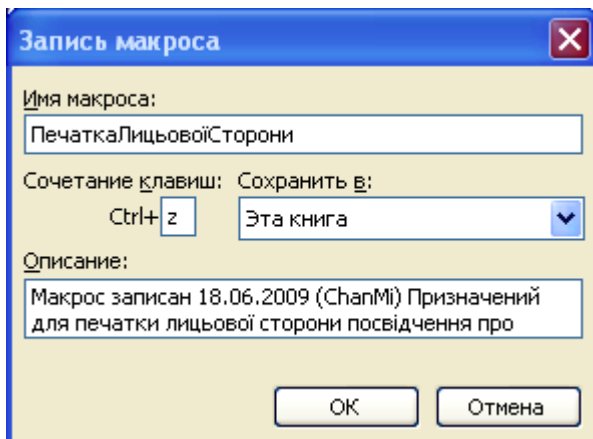 Запись макроса
Имя макроса:
ПечаткаЛицьовоїСторони
Сочетание клавиш: Сохранить в:
Ctrl+ z Эта книга
Описание:
Макрос записан 18.06.2009 (ChanMi) Призначений
для печатки лицьової сторони посвідчення про
ОК Отмена